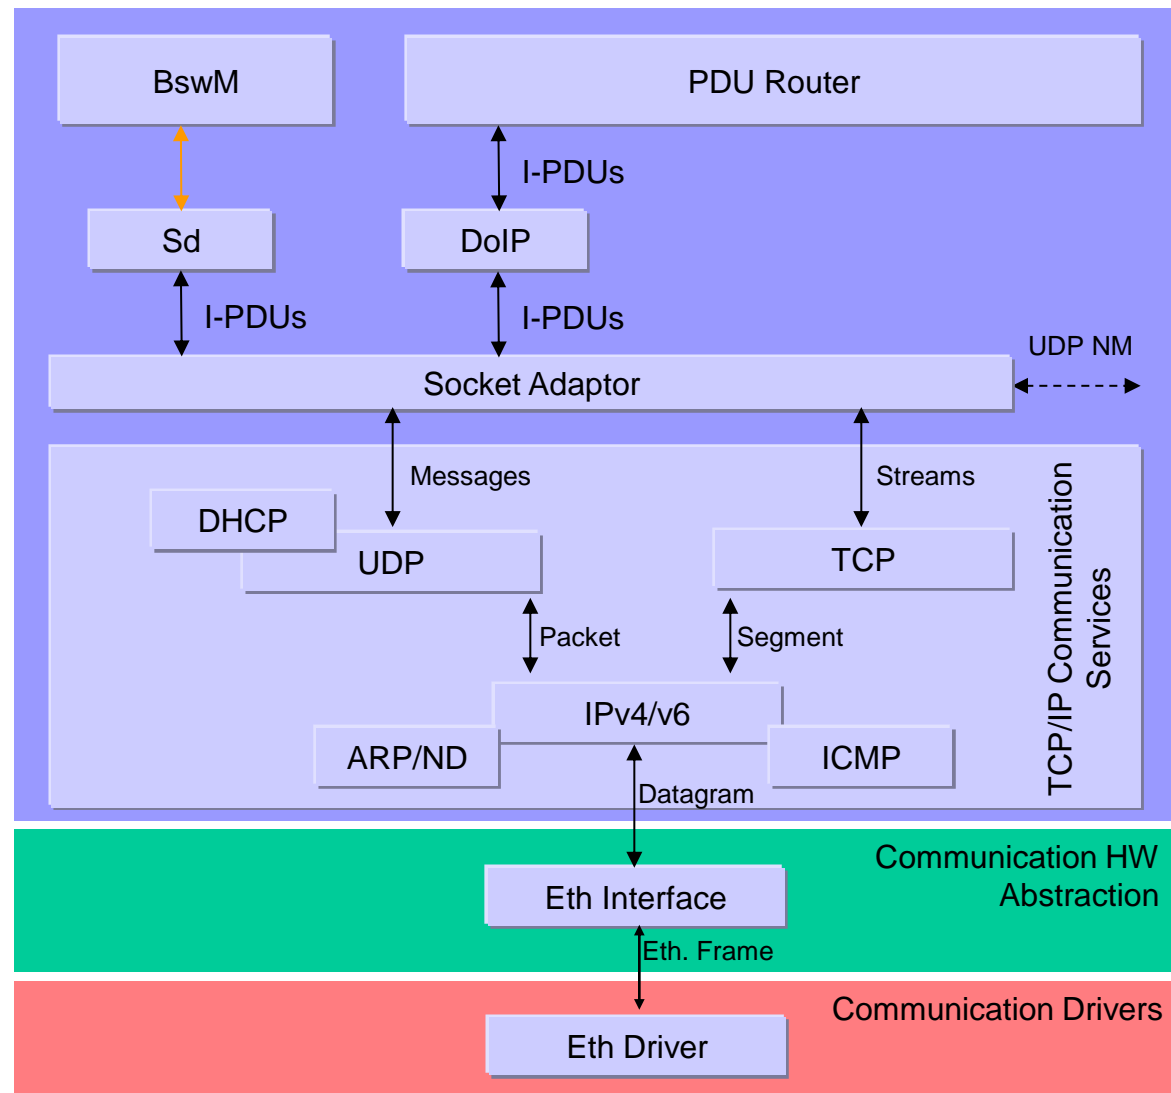 BswM
PDU Router
I-PDUs
Sd
DoIP
I-PDUs
I-PDUs
UDP NM
Socket Adaptor
Messages
Streams
DHCP
UDP
TCP
Packet
Segment
IPv4/v6
ARP/ND
ICMP
Datagram
TCP/IP Communication
Services
Communication HW
Abstraction
Eth Interface
Eth. Frame
Communication Drivers
Eth Driver